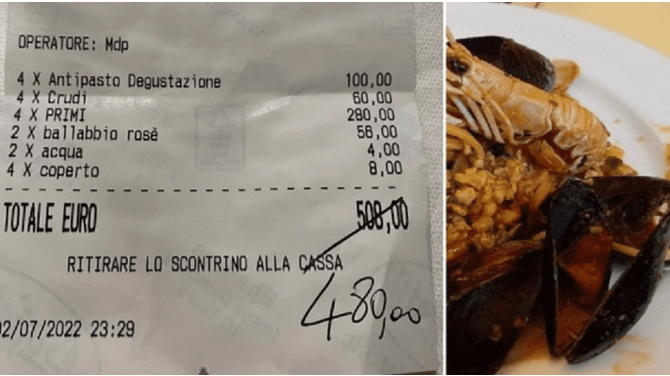 OPERATORE: Mdp
4 X Antipasto Degustazione 100,00
4 X Crudi 60,00
4 X PRIMI 280,00
2 X ballabbio rosè 56,00
2 X acqua 4,00
4 X coperto 8,00
TOTALE EURO 508,00
RITIRARE LO SCONTRINO ALLA CASSA
480,00
02/07/2022 23:29